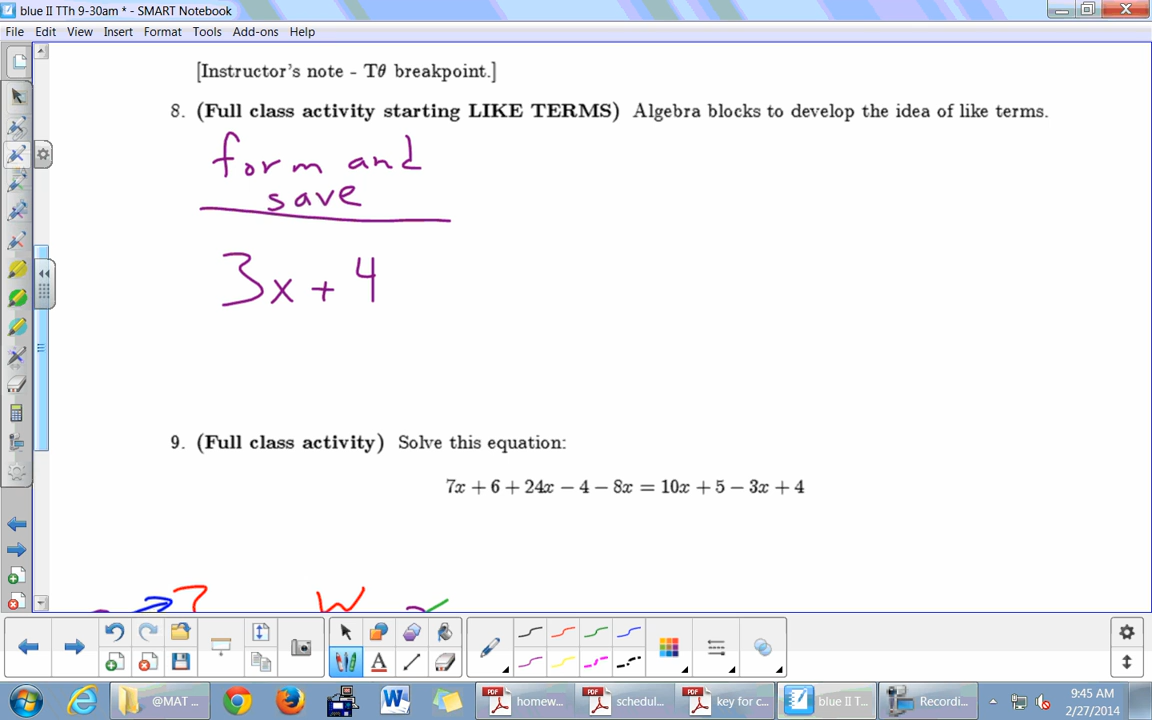 blue II TTh 9-30am * - SMART Notebook
File Edit View Insert Format Tools Add-ons Help
[Instructor's note - Tθ breakpoint.]
8. (Full class activity starting LIKE TERMS) Algebra blocks to develop the idea of like terms.
form and
save
3x + 4
9. (Full class activity) Solve this equation:
7x + 6 + 24x − 4 − 8x = 10x + 5 − 3x + 4
@MAT ...
homew...
schedul...
key for c...
blue II T...
Recordi...
9:45 AM
2/27/2014